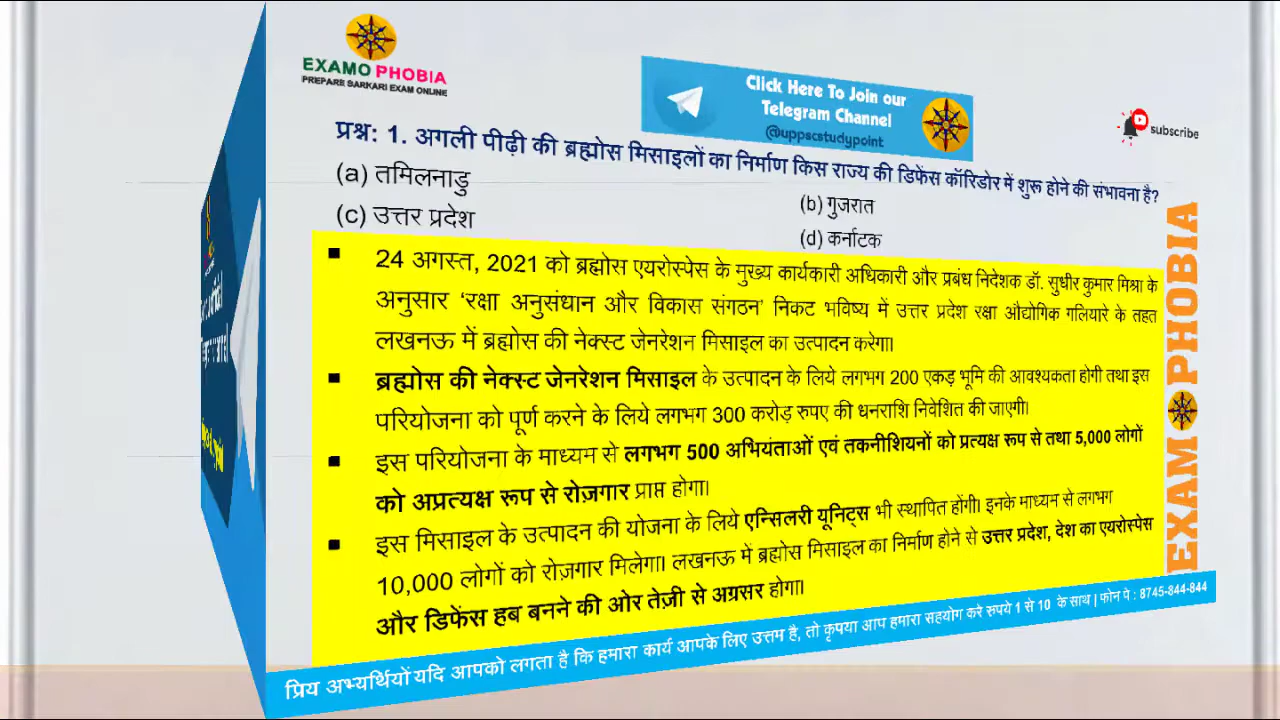 EXAMO PHOBIA
PREPARE SARKARI EXAM ONLINE
Click Here To Join our
Telegram Channel
@uppscstudypoint
subscribe
प्रश्न: 1. अगली पीढ़ी की ब्रह्मोस मिसाइलों का निर्माण किस राज्य की डिफेंस कॉरिडोर में शुरू होने की संभावना है?
(a) तमिलनाडु
(b) गुजरात
(c) उत्तर प्रदेश
(d) कर्नाटक
▪ 24 अगस्त, 2021 को ब्रह्मोस एयरोस्पेस के मुख्य कार्यकारी अधिकारी और प्रबंध निदेशक डॉ. सुधीर कुमार मिश्रा के
अनुसार ‘रक्षा अनुसंधान और विकास संगठन’ निकट भविष्य में उत्तर प्रदेश रक्षा औद्योगिक गलियारे के तहत
लखनऊ में ब्रह्मोस की नेक्स्ट जेनरेशन मिसाइल का उत्पादन करेगा।
▪ ब्रह्मोस की नेक्स्ट जेनरेशन मिसाइल के उत्पादन के लिये लगभग 200 एकड़ भूमि की आवश्यकता होगी तथा इस
परियोजना को पूर्ण करने के लिये लगभग 300 करोड़ रुपए की धनराशि निवेशित की जाएगी।
▪ इस परियोजना के माध्यम से लगभग 500 अभियंताओं एवं तकनीशियनों को प्रत्यक्ष रूप से तथा 5,000 लोगों
को अप्रत्यक्ष रूप से रोज़गार प्राप्त होगा।
▪ इस मिसाइल के उत्पादन की योजना के लिये एन्सिलरी यूनिट्स भी स्थापित होंगी। इनके माध्यम से लगभग
10,000 लोगों को रोज़गार मिलेगा। लखनऊ में ब्रह्मोस मिसाइल का निर्माण होने से उत्तर प्रदेश, देश का एयरोस्पेस
और डिफेंस हब बनने की ओर तेज़ी से अग्रसर होगा।
EXAM PHOBIA
प्रिय अभ्यर्थियों यदि आपको लगता है कि हमारा कार्य आपके लिए उत्तम है, तो कृपया आप हमारा सहयोग करे रुपये 1 से 10 के साथ | फोन पे : 8745-844-844